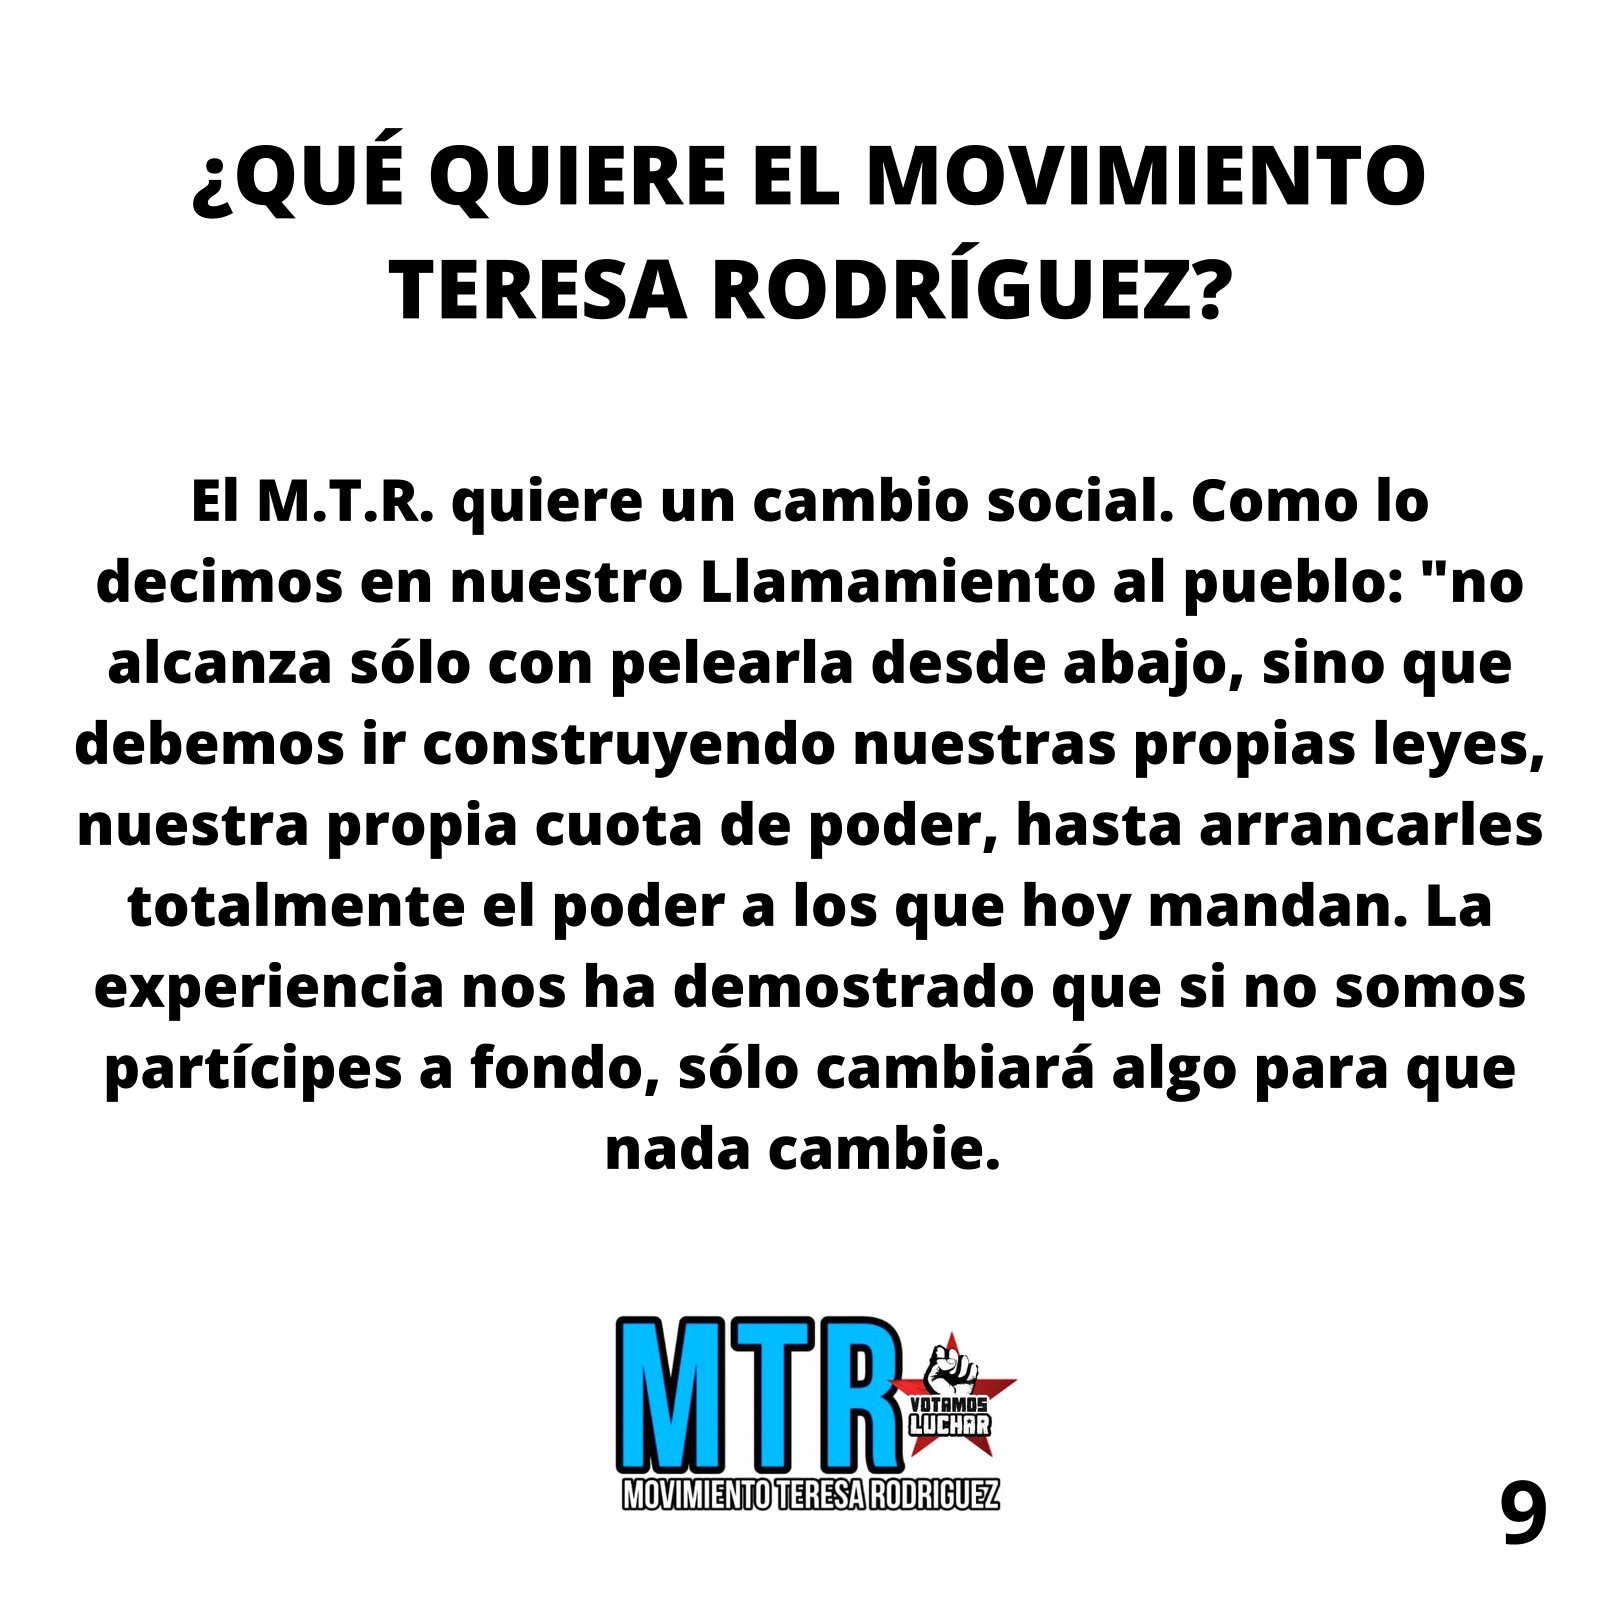 ¿QUÉ QUIERE EL MOVIMIENTO
TERESA RODRÍGUEZ?
El M.T.R. quiere un cambio social. Como lo
decimos en nuestro Llamamiento al pueblo: "no
alcanza sólo con pelearla desde abajo, sino que
debemos ir construyendo nuestras propias leyes,
nuestra propia cuota de poder, hasta arrancarles
totalmente el poder a los que hoy mandan. La
experiencia nos ha demostrado que si no somos
partícipes a fondo, sólo cambiará algo para que
nada cambie.
MTR
VOTAMOS
LUCHAR
MOVIMIENTO TERESA RODRIGUEZ
9